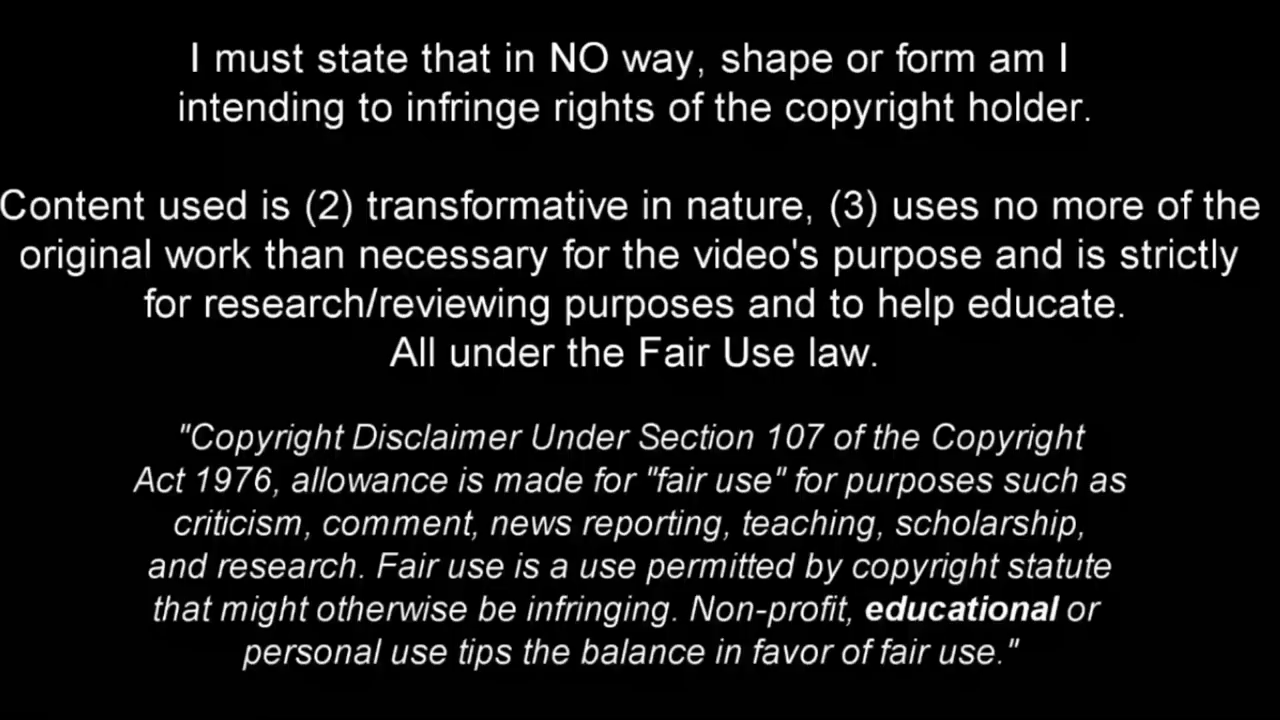 I must state that in NO way, shape or form am I
intending to infringe rights of the copyright holder.
Content used is (2) transformative in nature, (3) uses no more of the
original work than necessary for the video's purpose and is strictly
for research/reviewing purposes and to help educate.
All under the Fair Use law.
"Copyright Disclaimer Under Section 107 of the Copyright
Act 1976, allowance is made for "fair use" for purposes such as
criticism, comment, news reporting, teaching, scholarship,
and research. Fair use is a use permitted by copyright statute
that might otherwise be infringing. Non-profit, educational or
personal use tips the balance in favor of fair use."